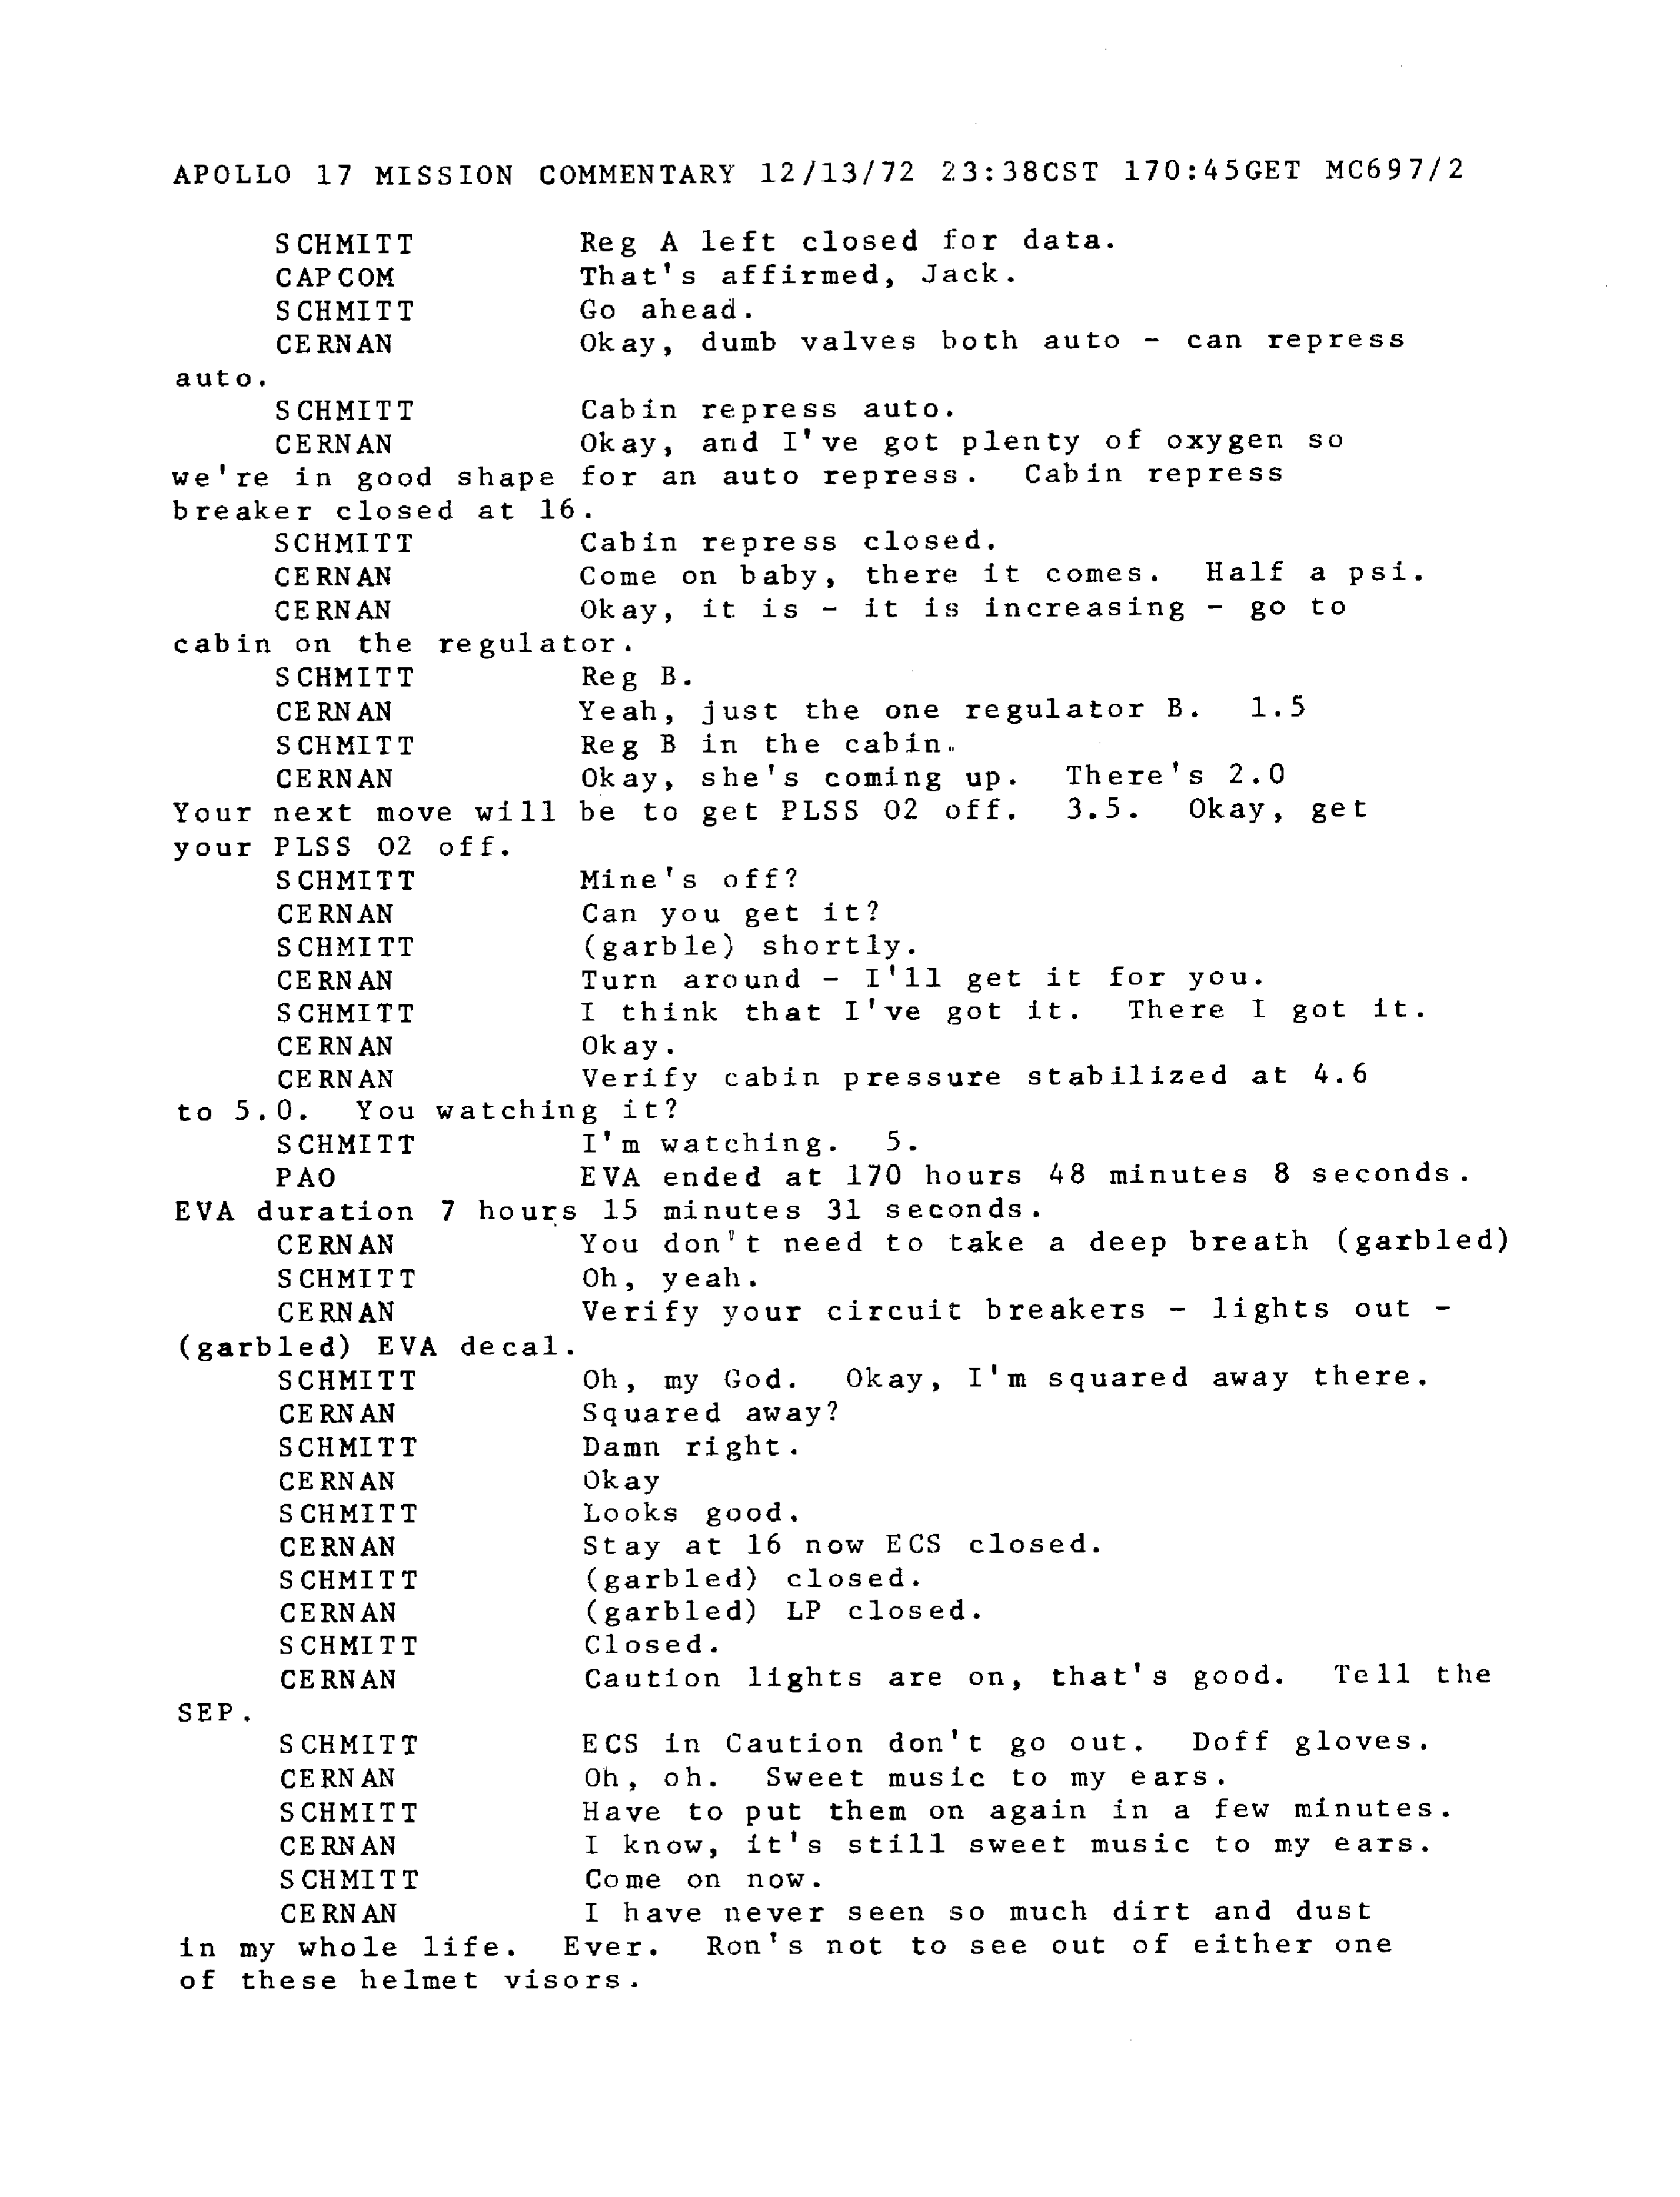 APOLLO 17 MISSION COMMENTARY 12/13/72 23:38CST 170:45GET MC697/2
SCHMITT Reg A left closed for data.
CAPCOM That's affirmed, Jack.
SCHMITT Go ahead.
CERNAN Okay, dumb valves both auto - can repress
auto.
SCHMITT Cabin repress auto.
CERNAN Okay, and I've got plenty of oxygen so
we're in good shape for an auto repress. Cabin repress
breaker closed at 16.
SCHMITT Cabin repress closed.
CERNAN Come on baby, there it comes. Half a psi.
CERNAN Okay, it is - it is increasing - go to
cabin on the regulator.
SCHMITT Reg B.
CERNAN Yeah, just the one regulator B. 1.5
SCHMITT Reg B in the cabin.
CERNAN Okay, she's coming up. There's 2.0
Your next move will be to get PLSS O2 off. 3.5. Okay, get
your PLSS O2 off.
SCHMITT Mine's off?
CERNAN Can you get it?
SCHMITT (garble) shortly.
CERNAN Turn around - I'll get it for you.
SCHMITT I think that I've got it. There I got it.
CERNAN Okay.
CERNAN Verify cabin pressure stabilized at 4.6
to 5.0. You watching it?
SCHMITT I'm watching. 5.
PAO EVA ended at 170 hours 48 minutes 8 seconds.
EVA duration 7 hours 15 minutes 31 seconds.
CERNAN You don't need to take a deep breath (garbled)
SCHMITT Oh, yeah.
CERNAN Verify your circuit breakers - lights out -
(garbled) EVA decal.
SCHMITT Oh, my God. Okay, I'm squared away there.
CERNAN Squared away?
SCHMITT Damn right.
CERNAN Okay
SCHMITT Looks good.
CERNAN Stay at 16 now ECS closed.
SCHMITT (garbled) closed.
CERNAN (garbled) LP closed.
SCHMITT Closed.
CERNAN Caution lights are on, that's good. Tell the
SEP.
SCHMITT ECS in Caution don't go out. Doff gloves.
CERNAN Oh, oh. Sweet music to my ears.
SCHMITT Have to put them on again in a few minutes.
CERNAN I know, it's still sweet music to my ears.
SCHMITT Come on now.
CERNAN I have never seen so much dirt and dust
in my whole life. Ever. Ron's not to see out of either one
of these helmet visors.